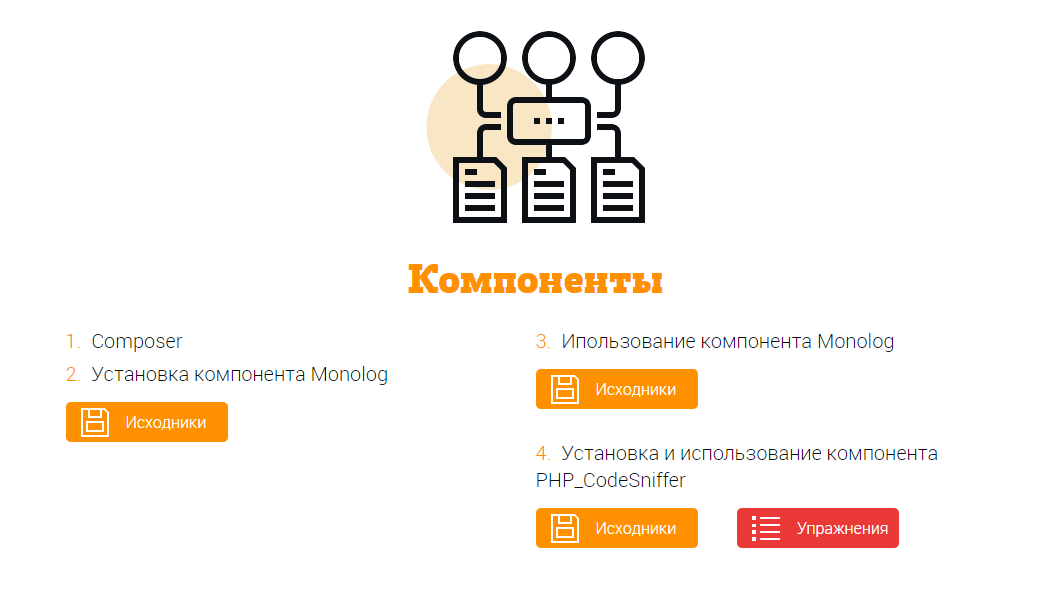 Компоненты
1. Composer
2. Установка компонента Monolog
Исходники
3. Ипользование компонента Monolog
Исходники
4. Установка и использование компонента
PHP_CodeSniffer
Исходники
Упражнения